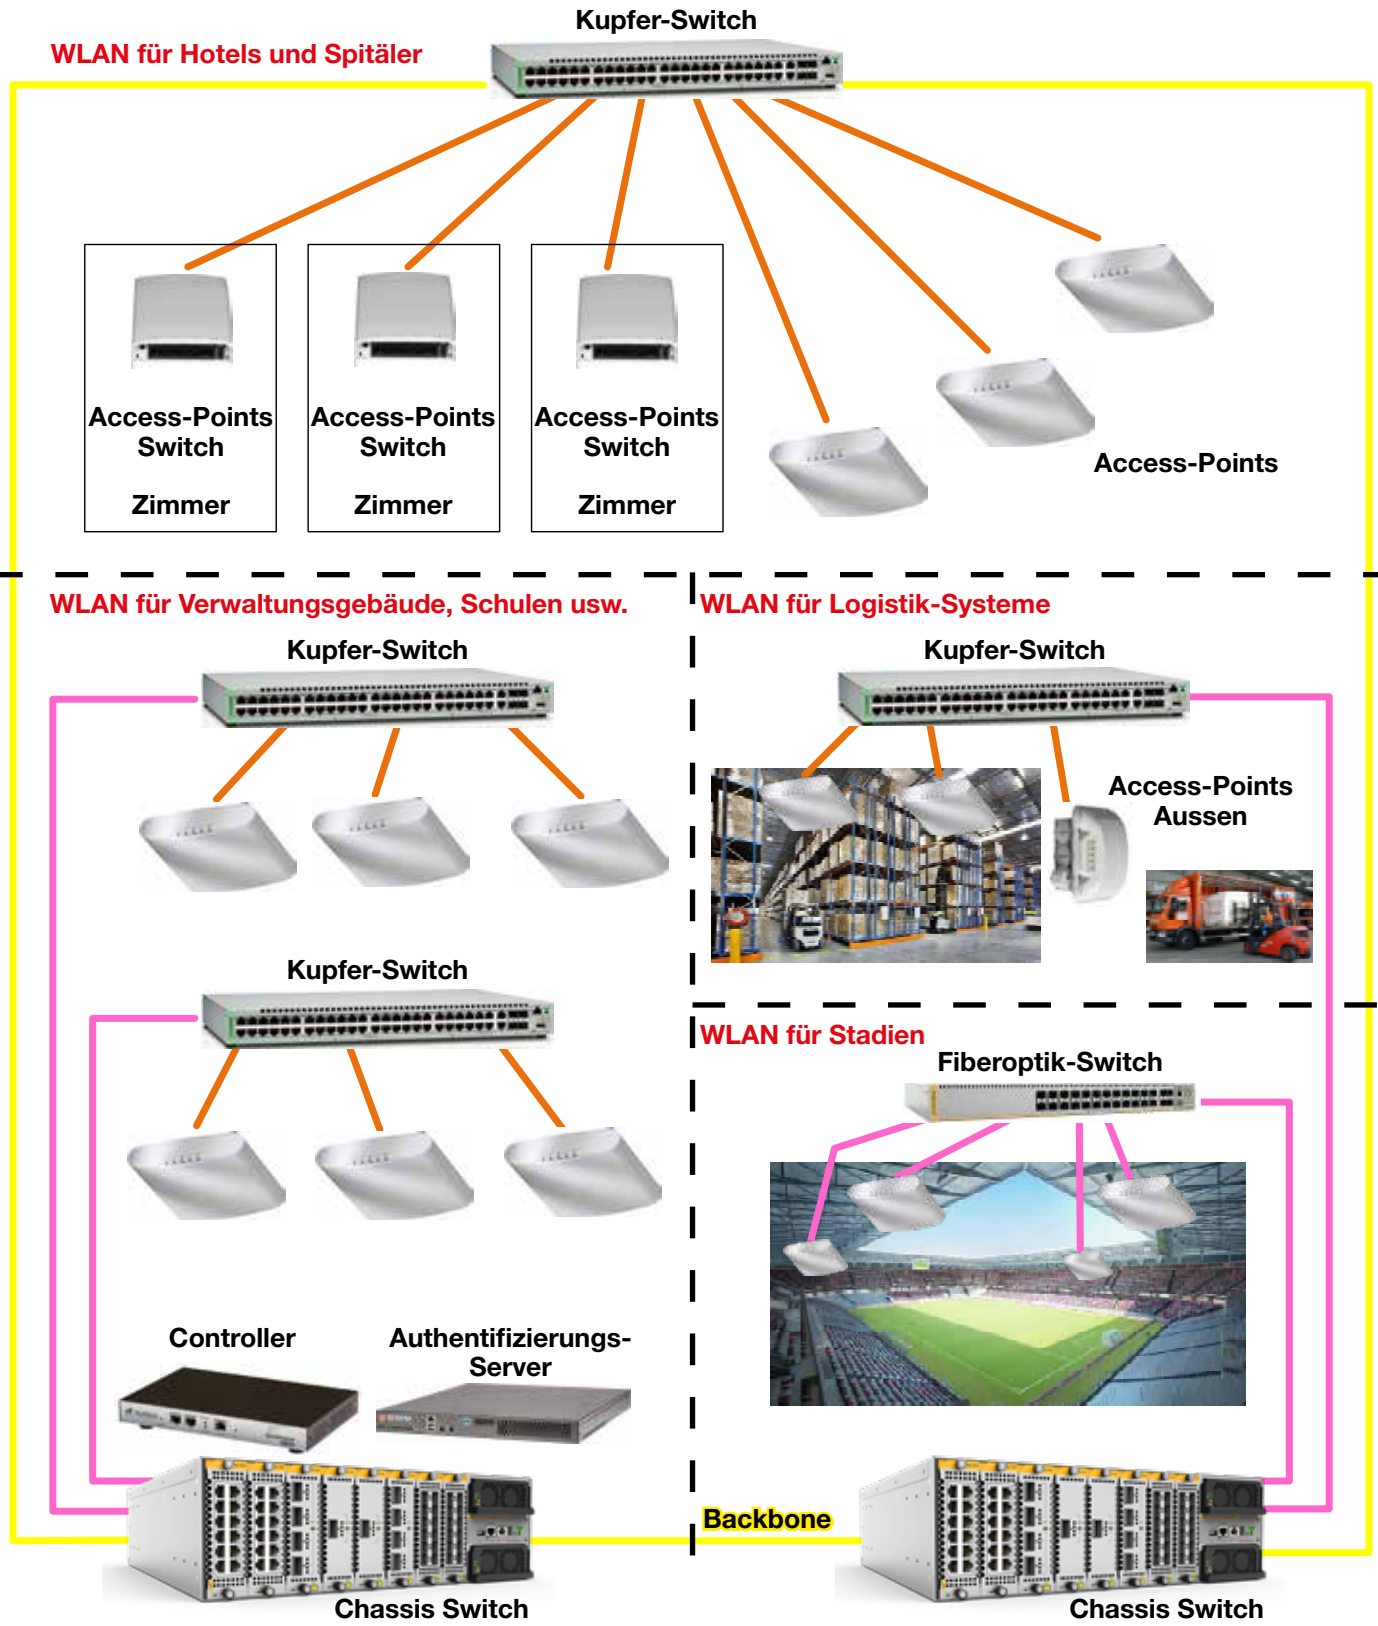 Kupfer-Switch
WLAN für Hotels und Spitäler
Access-Points
Switch
Zimmer
Access-Points
Switch
Zimmer
Access-Points
Switch
Zimmer
Access-Points
WLAN für Verwaltungsgebäude, Schulen usw.
Kupfer-Switch
Kupfer-Switch
WLAN für Logistik-Systeme
Kupfer-Switch
Access-Points
Aussen
WLAN für Stadien
Fiberoptik-Switch
Controller
Authentifizierungs-
Server
Backbone
Chassis Switch
Chassis Switch